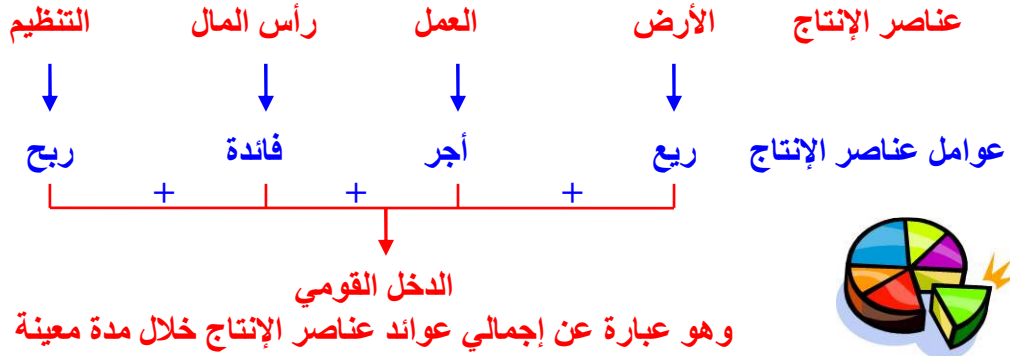 عناصر الإنتاج الأرض العمل رأس المال التنظيم
عوامل عناصر الإنتاج ريع أجر فائدة ربح
+ + +
الدخل القومي
وهو عبارة عن إجمالي عوائد عناصر الإنتاج خلال مدة معينة